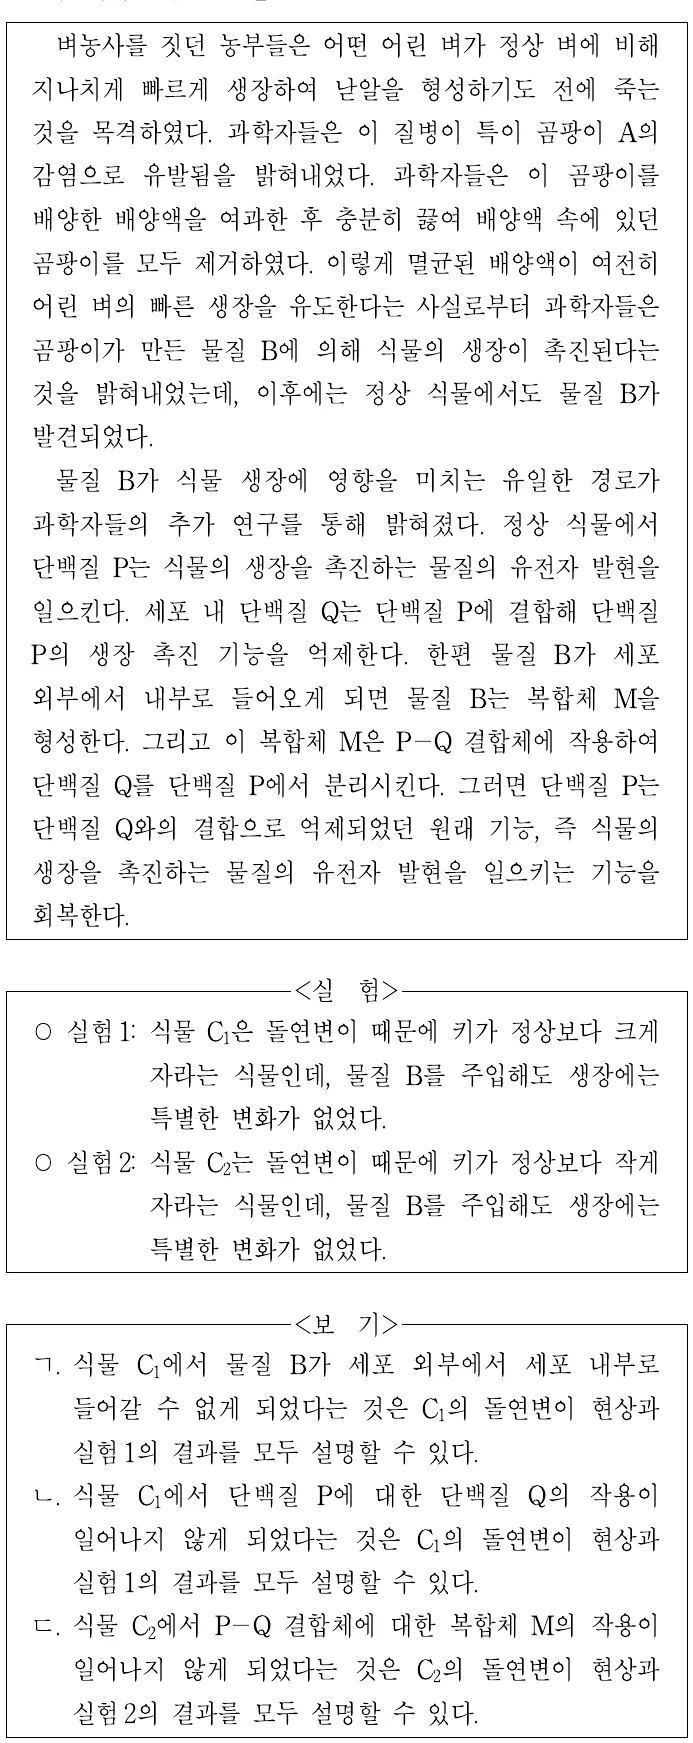 벼농사를 짓던 농부들은 어떤 어린 벼가 정상 벼에 비해
지나치게 빠르게 생장하여 낟알을 형성하기도 전에 죽는
것을 목격하였다. 과학자들은 이 질병이 특이 곰팡이 A의
감염으로 유발됨을 밝혀내었다. 과학자들은 이 곰팡이를
배양한 배양액을 여과한 후 충분히 끓여 배양액 속에 있던
곰팡이를 모두 제거하였다. 이렇게 멸균된 배양액이 여전히
어린 벼의 빠른 생장을 유도한다는 사실로부터 과학자들은
곰팡이가 만든 물질 B에 의해 식물의 생장이 촉진된다는
것을 밝혀내었는데, 이후에는 정상 식물에서도 물질 B가
발견되었다.
물질 B가 식물 생장에 영향을 미치는 유일한 경로가
과학자들의 추가 연구를 통해 밝혀졌다. 정상 식물에서
단백질 P는 식물의 생장을 촉진하는 물질의 유전자 발현을
일으킨다. 세포 내 단백질 Q는 단백질 P에 결합해 단백질
P의 생장 촉진 기능을 억제한다. 한편 물질 B가 세포
외부에서 내부로 들어오게 되면 물질 B는 복합체 M을
형성한다. 그리고 이 복합체 M은 P-Q 결합체에 작용하여
단백질 Q를 단백질 P에서 분리시킨다. 그러면 단백질 P는
단백질 Q와의 결합으로 억제되었던 원래 기능, 즉 식물의
생장을 촉진하는 물질의 유전자 발현을 일으키는 기능을
회복한다.
<실 험>
○ 실험 1: 식물 C₁은 돌연변이 때문에 키가 정상보다 크게
자라는 식물인데, 물질 B를 주입해도 생장에는
특별한 변화가 없었다.
○ 실험 2: 식물 C₂는 돌연변이 때문에 키가 정상보다 작게
자라는 식물인데, 물질 B를 주입해도 생장에는
특별한 변화가 없었다.
<보 기>
ㄱ. 식물 C₁에서 물질 B가 세포 외부에서 세포 내부로
들어갈 수 없게 되었다는 것은 C₁의 돌연변이 현상과
실험 1의 결과를 모두 설명할 수 있다.
ㄴ. 식물 C₁에서 단백질 P에 대한 단백질 Q의 작용이
일어나지 않게 되었다는 것은 C₁의 돌연변이 현상과
실험 1의 결과를 모두 설명할 수 있다.
ㄷ. 식물 C₂에서 P-Q 결합체에 대한 복합체 M의 작용이
일어나지 않게 되었다는 것은 C₂의 돌연변이 현상과
실험 2의 결과를 모두 설명할 수 있다.